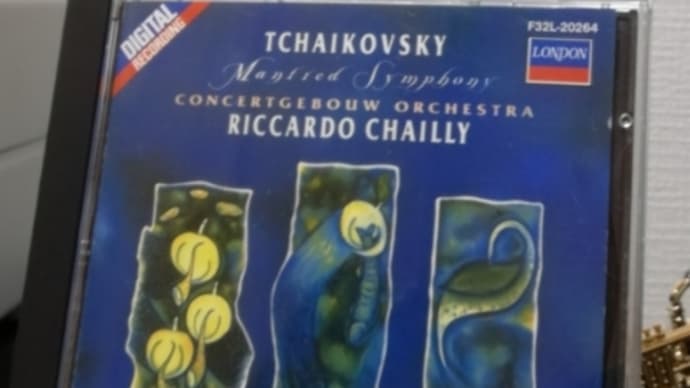 DIGITAL
RECORDING
F32L-20264
LONDON
TCHAIKOVSKY
Manfred Symphony
CONCERTGEBOUW ORCHESTRA
RICCARDO CHAILLY